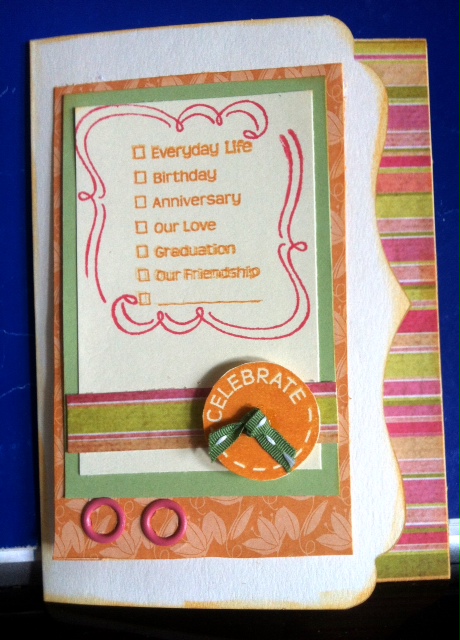 Everyday Life
Birthday
Anniversary
Our Love
Graduation
Our Friendship
CELEBRATE